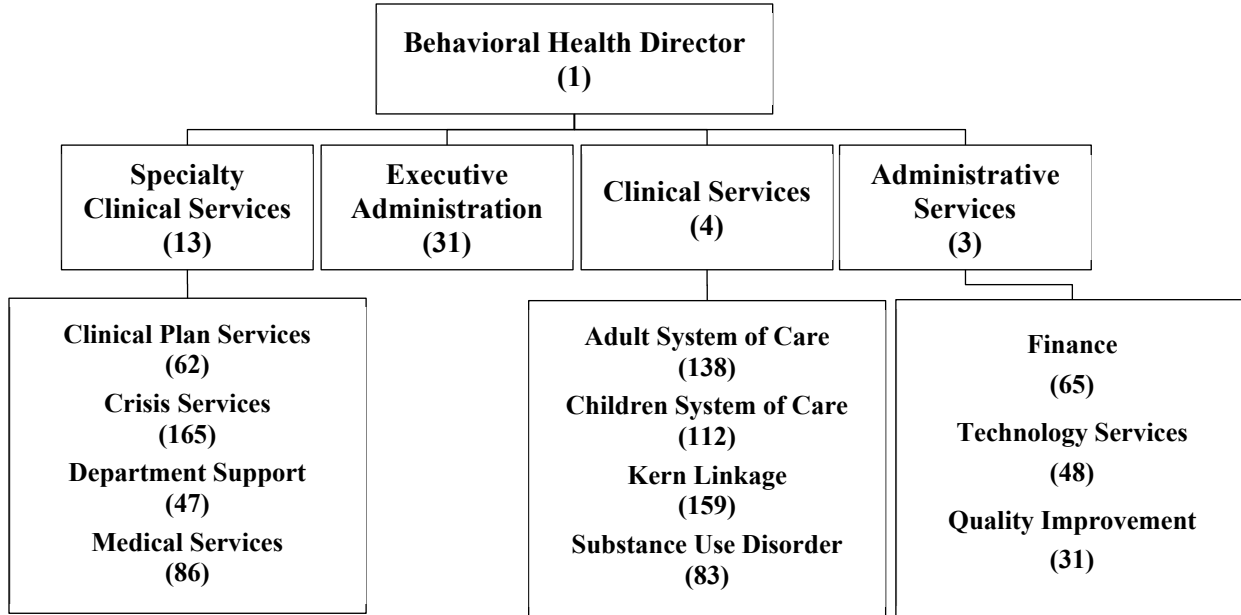 Behavioral Health Director
(1)
Specialty
Clinical Services
(13)
Executive
Administration
(31)
Clinical Services
(4)
Administrative
Services
(3)
Clinical Plan Services
(62)
Crisis Services
(165)
Department Support
(47)
Medical Services
(86)
Adult System of Care
(138)
Children System of Care
(112)
Kern Linkage
(159)
Substance Use Disorder
(83)
Finance
(65)
Technology Services
(48)
Quality Improvement
(31)